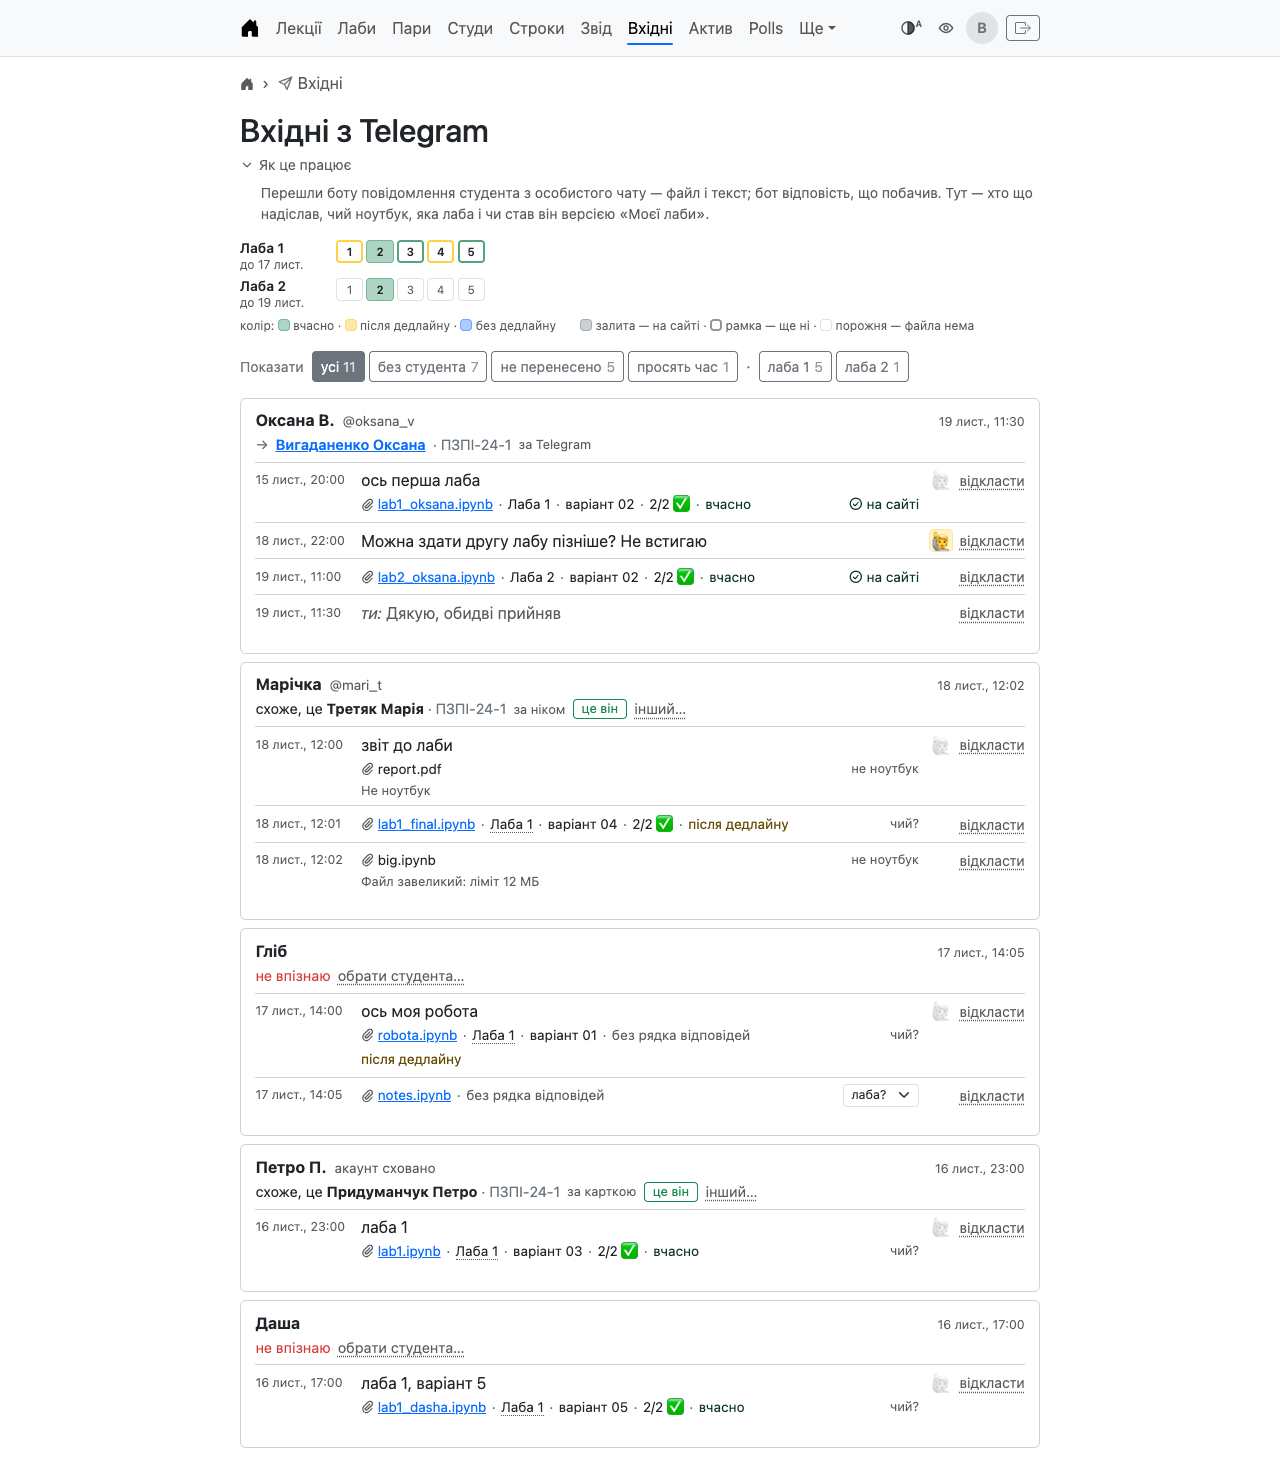 Лекції Лаби Пари Студи Строки Звід Вхідні Актив Polls Ще A B
› Вхідні
Вхідні з Telegram
Як це працює
Перешли боту повідомлення студента з особистого чату — файл і текст; бот відповість, що побачив. Тут — хто що
надіслав, чий ноутбук, яка лаба і чи став він версією «Моєї лаби».
Лаба 1 1 2 3 4 5
до 17 лист.
Лаба 2 1 2 3 4 5
до 19 лист.
колір: вчасно · після дедлайну · без дедлайну залита — на сайті · рамка — ще ні · порожня — файла нема
Показати усі 11 без студента 7 не перенесено 5 просять час 1 · лаба 1 5 лаба 2 1
Оксана В. @oksana_v 19 лист., 11:30
→ Вигаданенко Оксана · ПЗПІ-24-1 за Telegram
15 лист., 20:00 ось перша лаба відкласти
lab1_oksana.ipynb · Лаба 1 · варіант 02 · 2/2 ✅ · вчасно на сайті
18 лист., 22:00 Можна здати другу лабу пізніше? Не встигаю 🙋 відкласти
19 лист., 11:00 lab2_oksana.ipynb · Лаба 2 · варіант 02 · 2/2 ✅ · вчасно на сайті відкласти
19 лист., 11:30 ти: Дякую, обидві прийняв відкласти
Марічка @mari_t 18 лист., 12:02
схоже, це Третяк Марія · ПЗПІ-24-1 за ніком це він інший…
18 лист., 12:00 звіт до лаби відкласти
report.pdf не ноутбук
Не ноутбук
18 лист., 12:01 lab1_final.ipynb · Лаба 1 · варіант 04 · 2/2 ✅ · після дедлайну чий? відкласти
18 лист., 12:02 big.ipynb не ноутбук відкласти
Файл завеликий: ліміт 12 МБ
Гліб 17 лист., 14:05
не впізнаю обрати студента…
17 лист., 14:00 ось моя робота відкласти
robota.ipynb · Лаба 1 · варіант 01 · без рядка відповідей чий?
після дедлайну
17 лист., 14:05 notes.ipynb · без рядка відповідей лаба? відкласти
Петро П. акаунт сховано 16 лист., 23:00
схоже, це Придуманчук Петро · ПЗПІ-24-1 за карткою це він інший…
16 лист., 23:00 лаба 1 відкласти
lab1.ipynb · Лаба 1 · варіант 03 · 2/2 ✅ · вчасно чий?
Даша 16 лист., 17:00
не впізнаю обрати студента…
16 лист., 17:00 лаба 1, варіант 5 відкласти
lab1_dasha.ipynb · Лаба 1 · варіант 05 · 2/2 ✅ · вчасно чий?